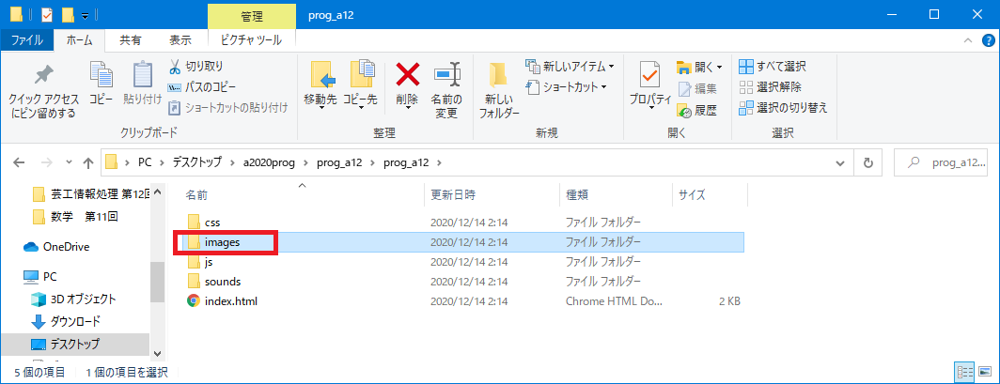 管理
prog_a12
ファイル ホーム 共有 表示 ピクチャ ツール
クイック アクセスにピン留めする
コピー
貼り付け
切り取り
パスのコピー
ショートカットの貼り付け
クリップボード
移動先
コピー先
削除
名前の変更
整理
新しいフォルダー
新しいアイテム
ショートカット
新規
プロパティ
開く
編集
履歴
開く
すべて選択
選択解除
選択の切り替え
選択
PC デスクトップ a2020prog prog_a12 prog_a12
prog_a12...
芸工情報処理 第12回
数学 第11回
OneDrive
PC
3D オブジェクト
ダウンロード
デスクトップ
名前 更新日時 種類 サイズ
css 2020/12/14 2:14 ファイル フォルダー
images 2020/12/14 2:14 ファイル フォルダー
js 2020/12/14 2:14 ファイル フォルダー
sounds 2020/12/14 2:14 ファイル フォルダー
index.html 2020/12/14 2:14 Chrome HTML Do... 2 KB
5 個の項目 1 個の項目を選択